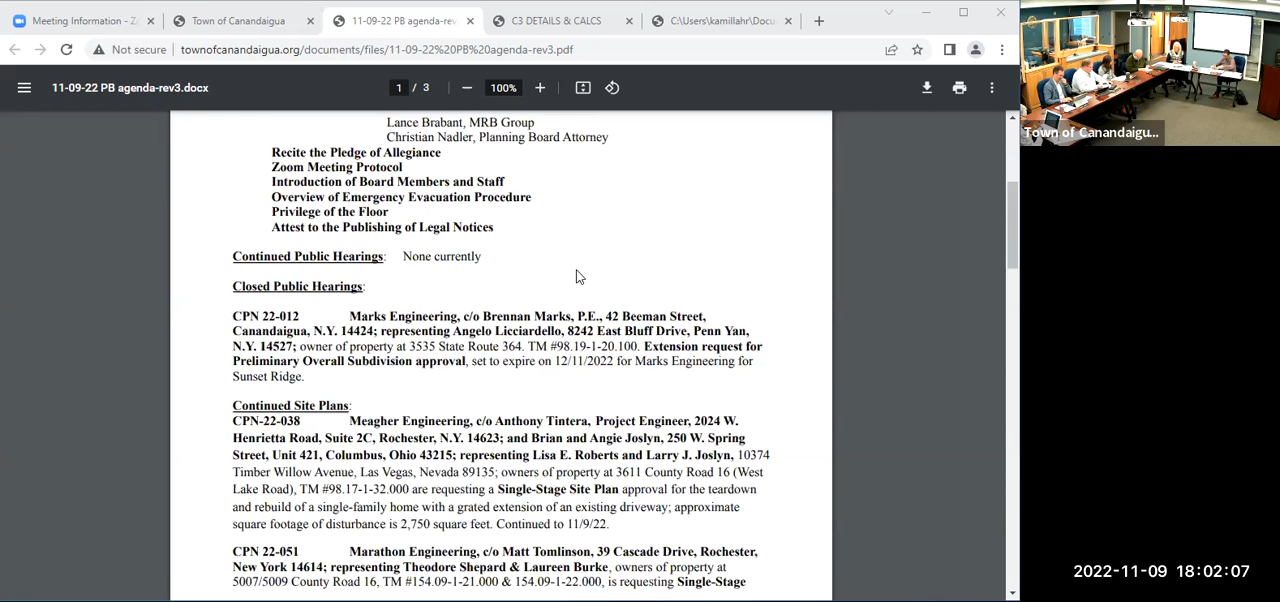 Meeting Information - Z
Town of Canandaigua
11-09-22 PB agenda-rev3.pdf
C3 DETAILS & CALCS
C:\Users\kamillahr\Docu
Not secure
townofcanandaigua.org/documents/files/11-09-22%20PB%20agenda-rev3.pdf
11-09-22 PB agenda-rev3.docx
1 / 3
100%
Lance Brabant, MRB Group
Christian Nadler, Planning Board Attorney
Recite the Pledge of Allegiance
Zoom Meeting Protocol
Introduction of Board Members and Staff
Overview of Emergency Evacuation Procedure
Privilege of the Floor
Attest to the Publishing of Legal Notices
Continued Public Hearings: None currently
Closed Public Hearings:
CPN 22-012 Marks Engineering, c/o Brennan Marks, P.E., 42 Beeman Street,
Canandaigua, N.Y. 14424; representing Angelo Licciardello, 8242 East Bluff Drive, Penn Yan,
N.Y. 14527; owner of property at 3535 State Route 364. TM #98.19-1-20.100. Extension request for
Preliminary Overall Subdivision approval, set to expire on 12/11/2022 for Marks Engineering for
Sunset Ridge.
Continued Site Plans:
CPN-22-038 Meagher Engineering, c/o Anthony Tintera, Project Engineer, 2024 W.
Henrietta Road, Suite 2C, Rochester, N.Y. 14623; and Brian and Angie Joslyn, 250 W. Spring
Street, Unit 421, Columbus, Ohio 43215; representing Lisa E. Roberts and Larry J. Joslyn, 10374
Timber Willow Avenue, Las Vegas, Nevada 89135; owners of property at 3611 County Road 16 (West
Lake Road), TM #98.17-1-32.000 are requesting a Single-Stage Site Plan approval for the teardown
and rebuild of a single-family home with a grated extension of an existing driveway; approximate
square footage of disturbance is 2,750 square feet. Continued to 11/9/22.
CPN 22-051 Marathon Engineering, c/o Matt Tomlinson, 39 Cascade Drive, Rochester,
New York 14614; representing Theodore Shepard & Laureen Burke, owners of property at
5007/5009 County Road 16, TM #154.09-1-21.000 & 154.09-1-22.000, is requesting Single-Stage
Town of Canandaigu...
2022-11-09 18:02:07